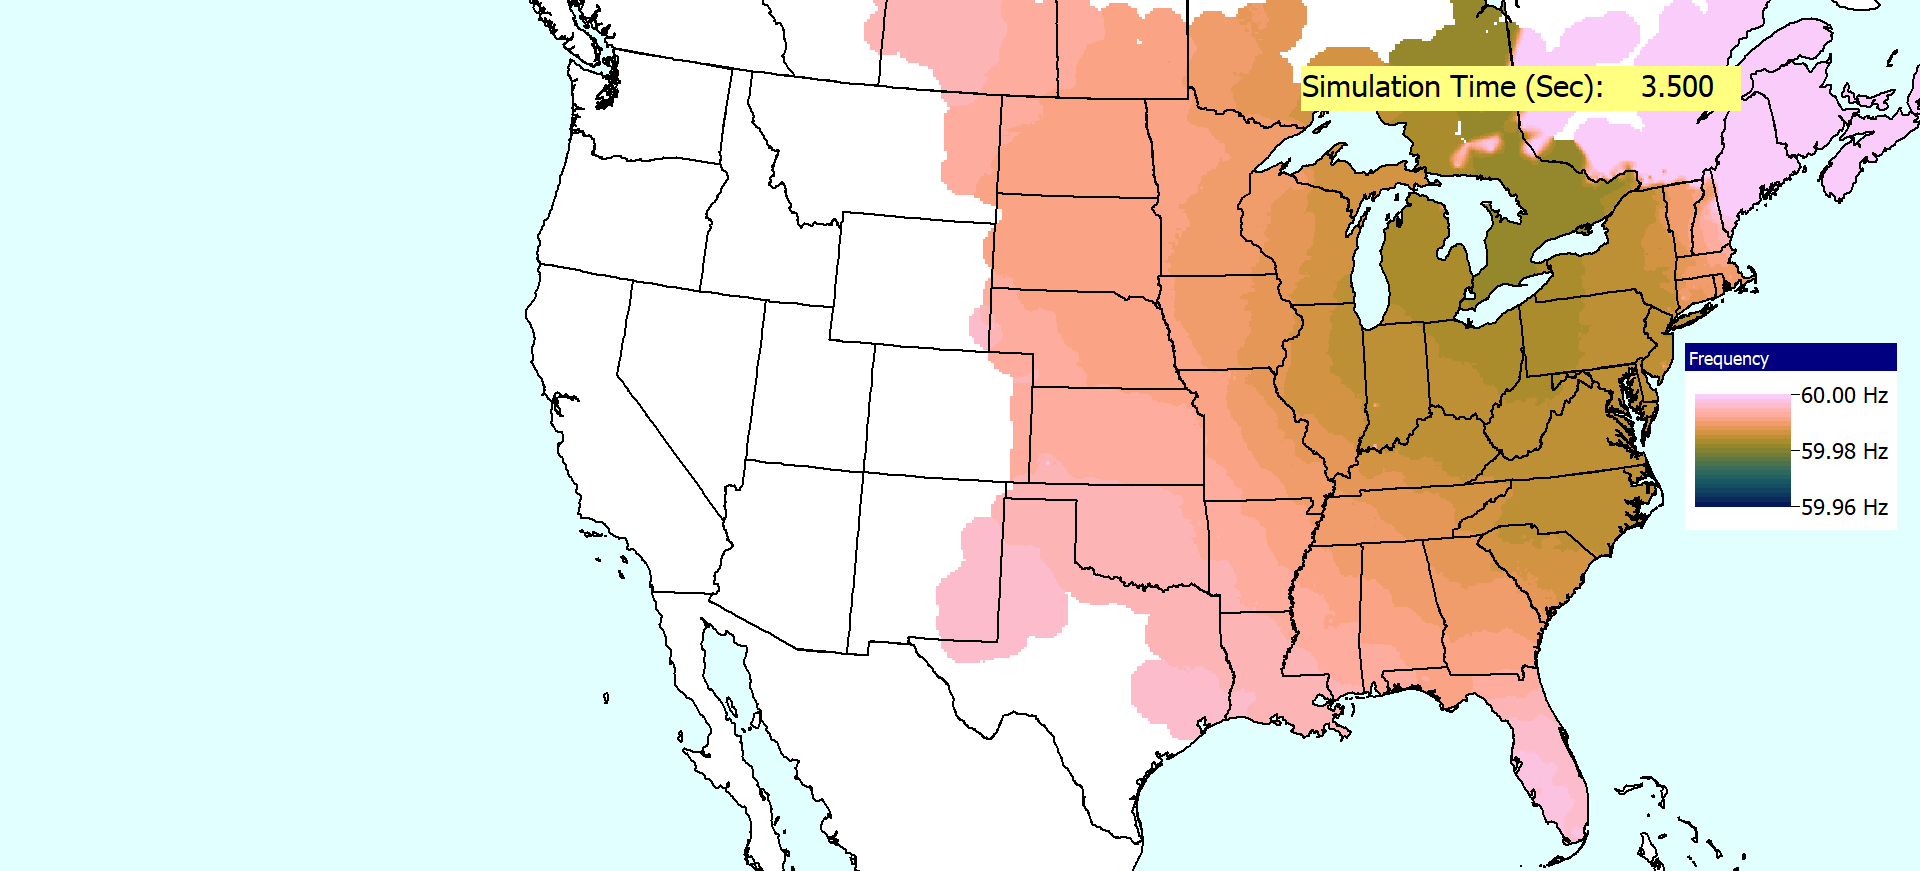 Simulation Time (Sec): 3.500
Frequency
60.00 Hz
59.98 Hz
59.96 Hz